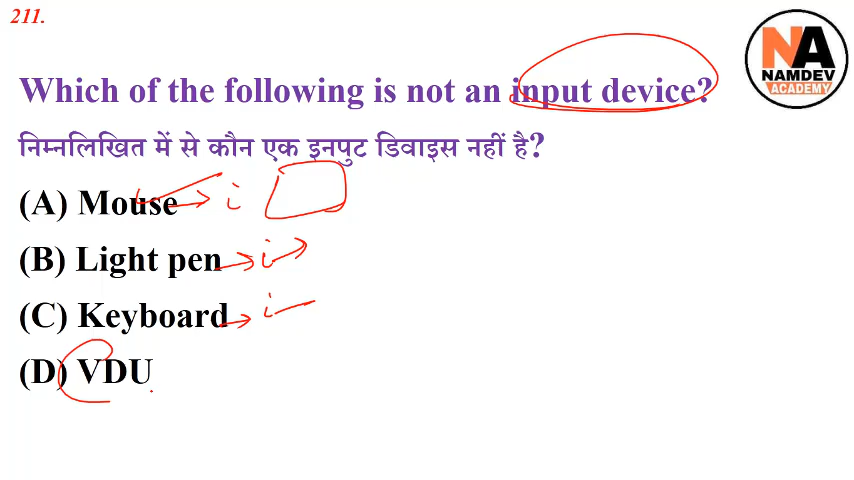 211.
NA
NAMDEV
ACADEMY
Which of the following is not an input device?
निम्नलिखित में से कौन एक इनपुट डिवाइस नहीं है?
(A) Mouse i
(B) Light pen i
(C) Keyboard i
(D) VDU